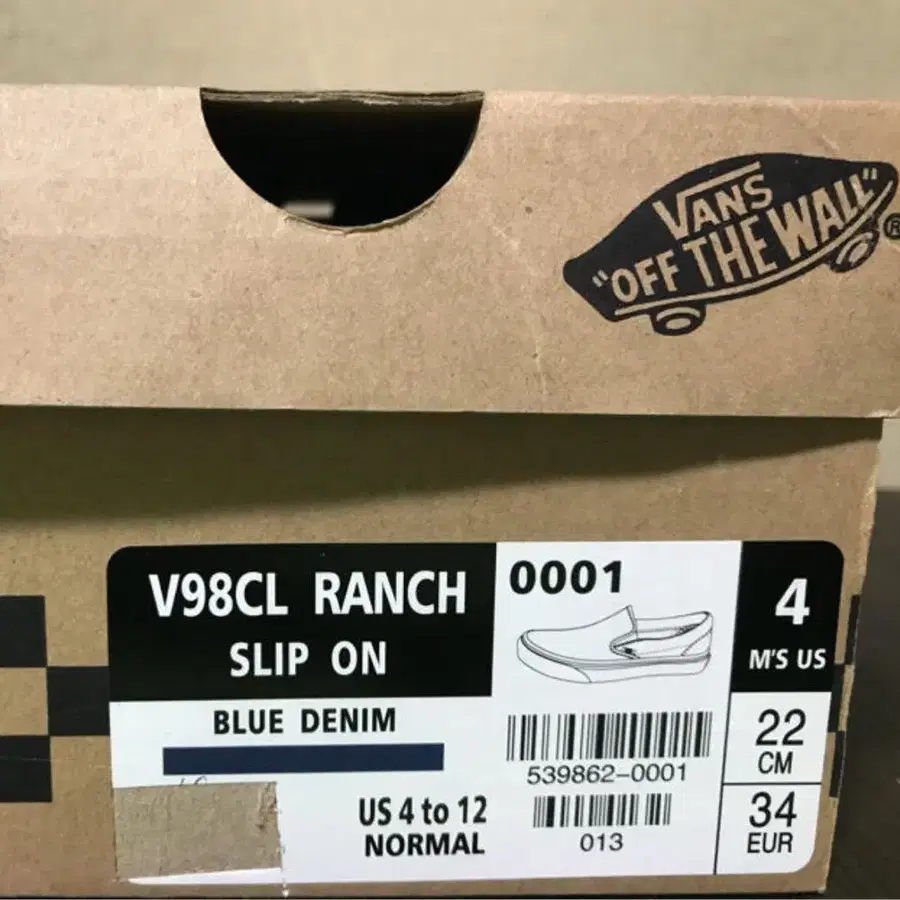 VANS
"OFF THE WALL"
®
V98CL RANCH
SLIP ON
BLUE DENIM
US 4 to 12
NORMAL
0001
539862-0001
013
4
M'S US
22
CM
34
EUR